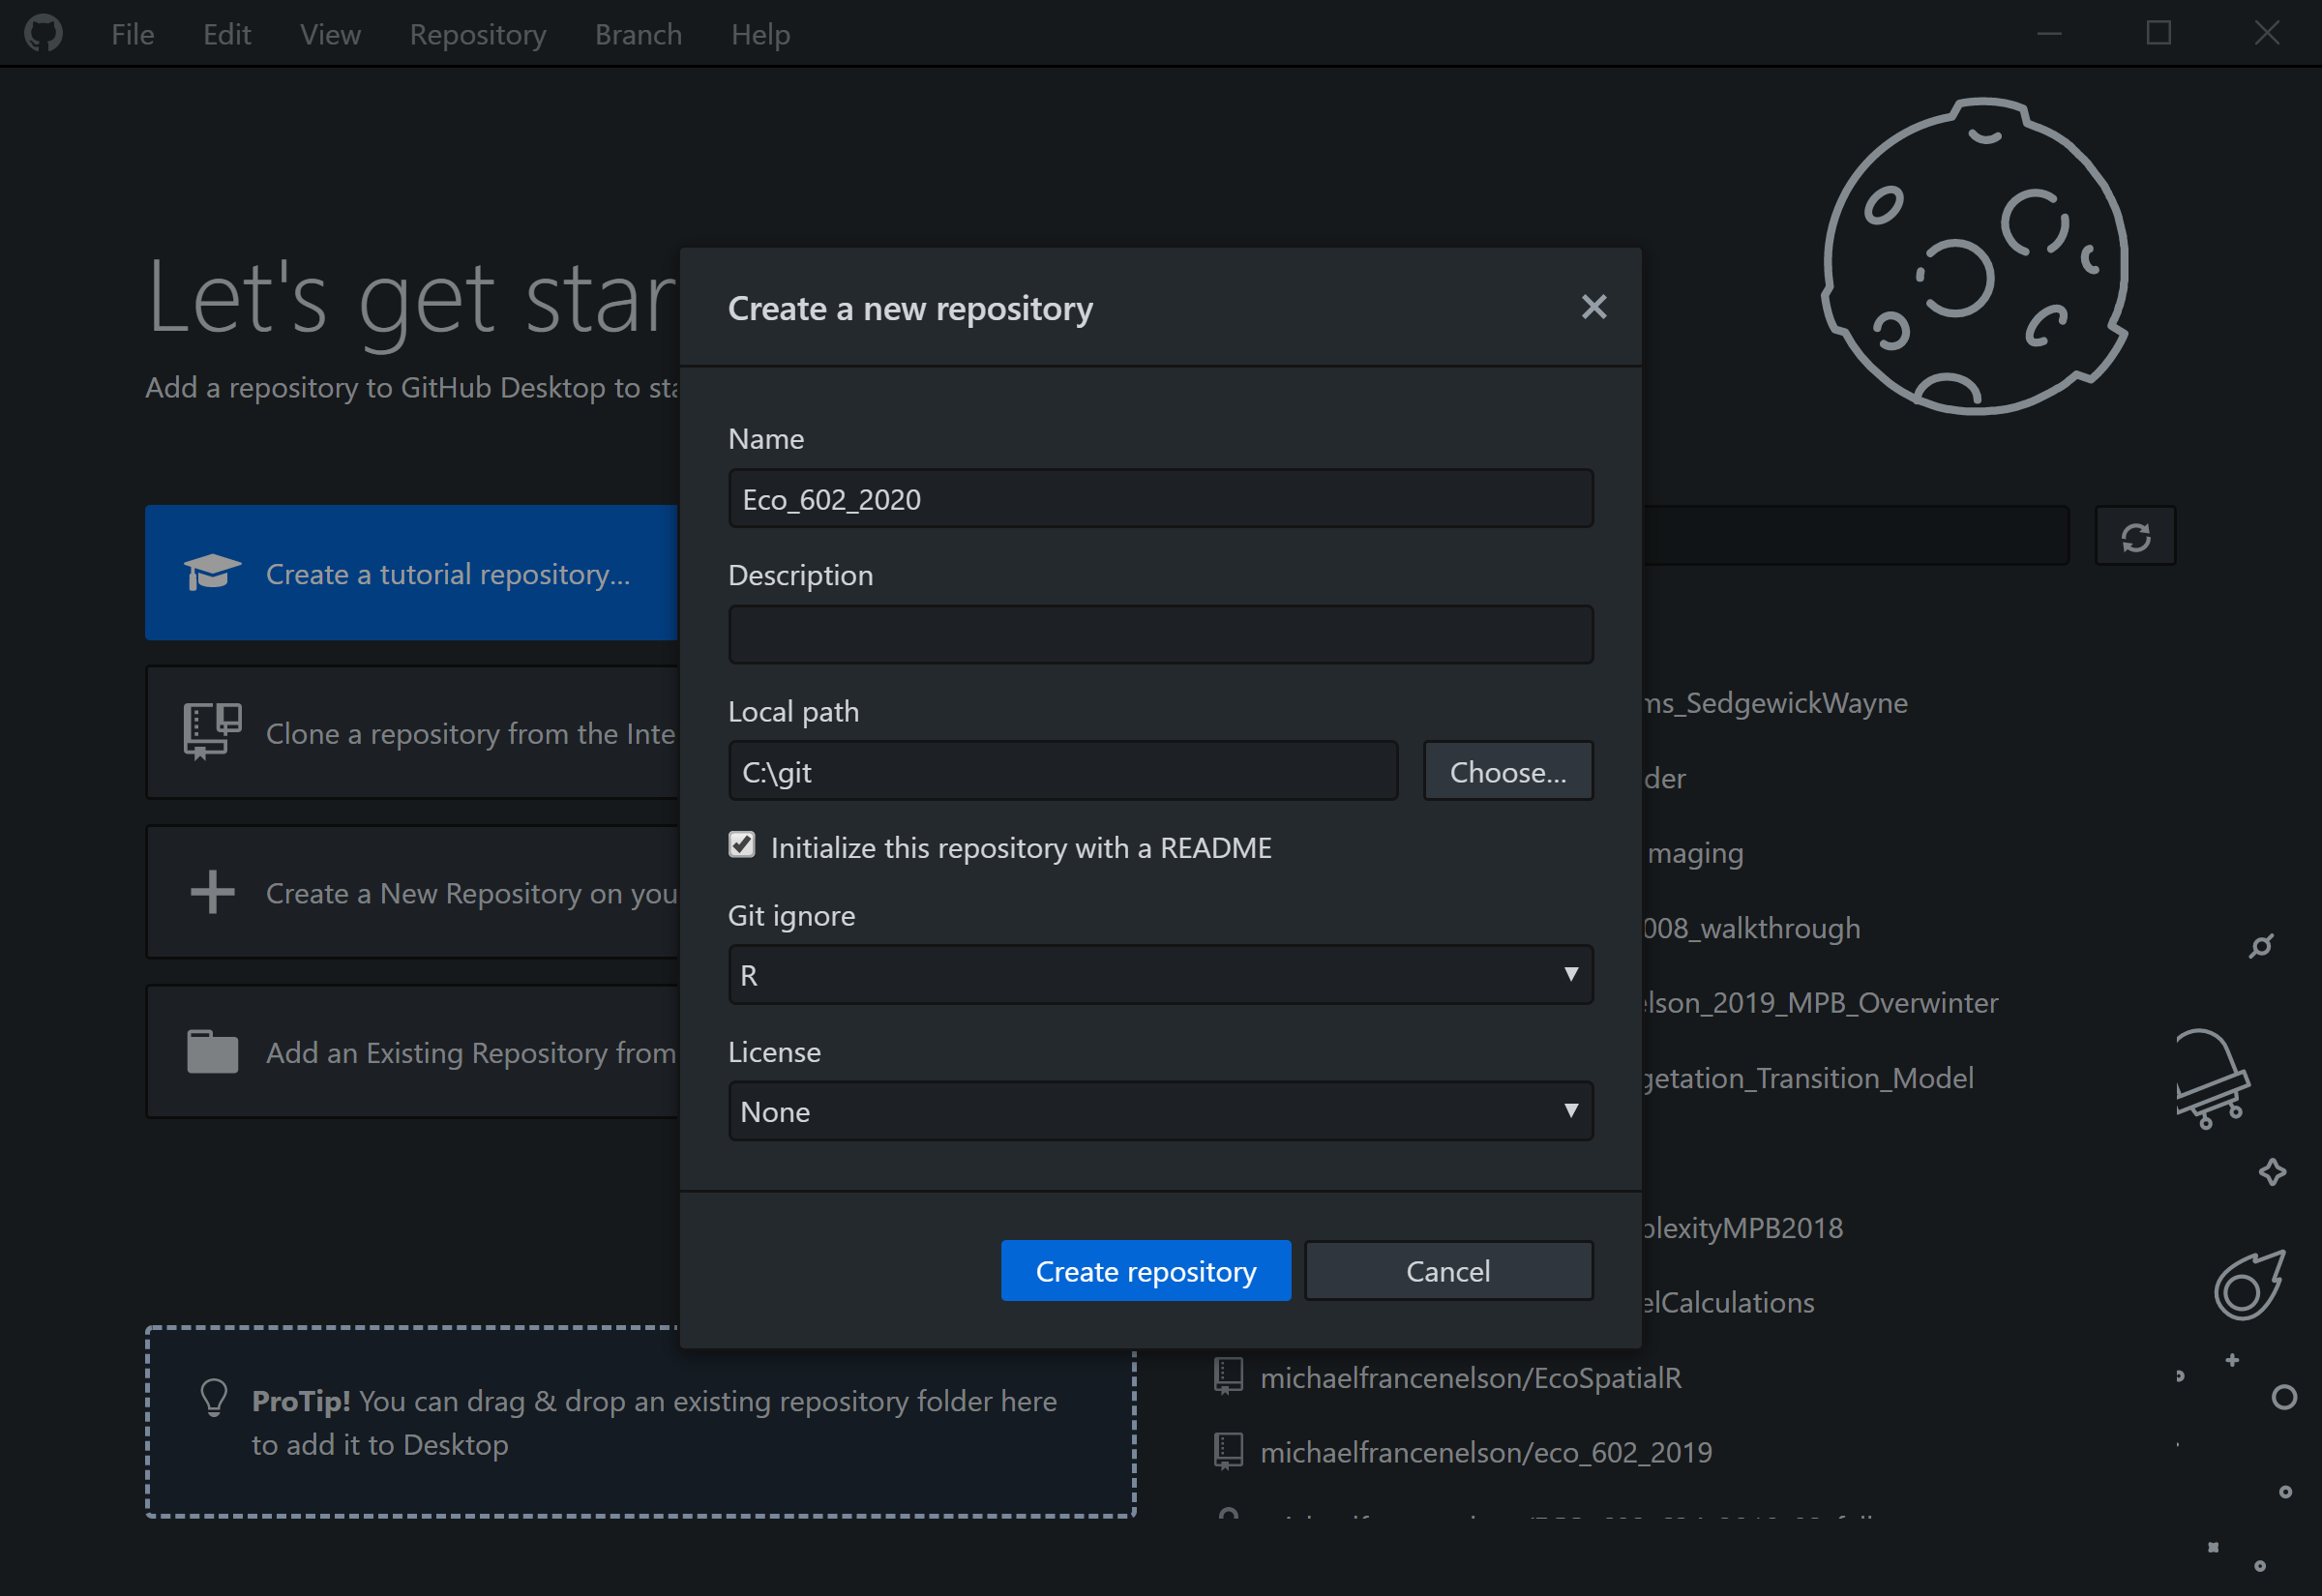 File Edit View Repository Branch Help
Let's get star
Add a repository to GitHub Desktop to sta
Create a tutorial repository...
Clone a repository from the Inte
Create a New Repository on you
Add an Existing Repository from
ProTip! You can drag & drop an existing repository folder here
to add it to Desktop
Create a new repository
Name
Eco_602_2020
Description
Local path
C:\git
Choose...
Initialize this repository with a README
Git ignore
R
License
None
Create repository
Cancel
ms_SedgewickWayne
der
maging
008_walkthrough
elson_2019_MPB_Overwinter
getation_Transition_Model
plexityMPB2018
elCalculations
michaelfrancenelson/EcoSpatialR
michaelfrancenelson/eco_602_2019